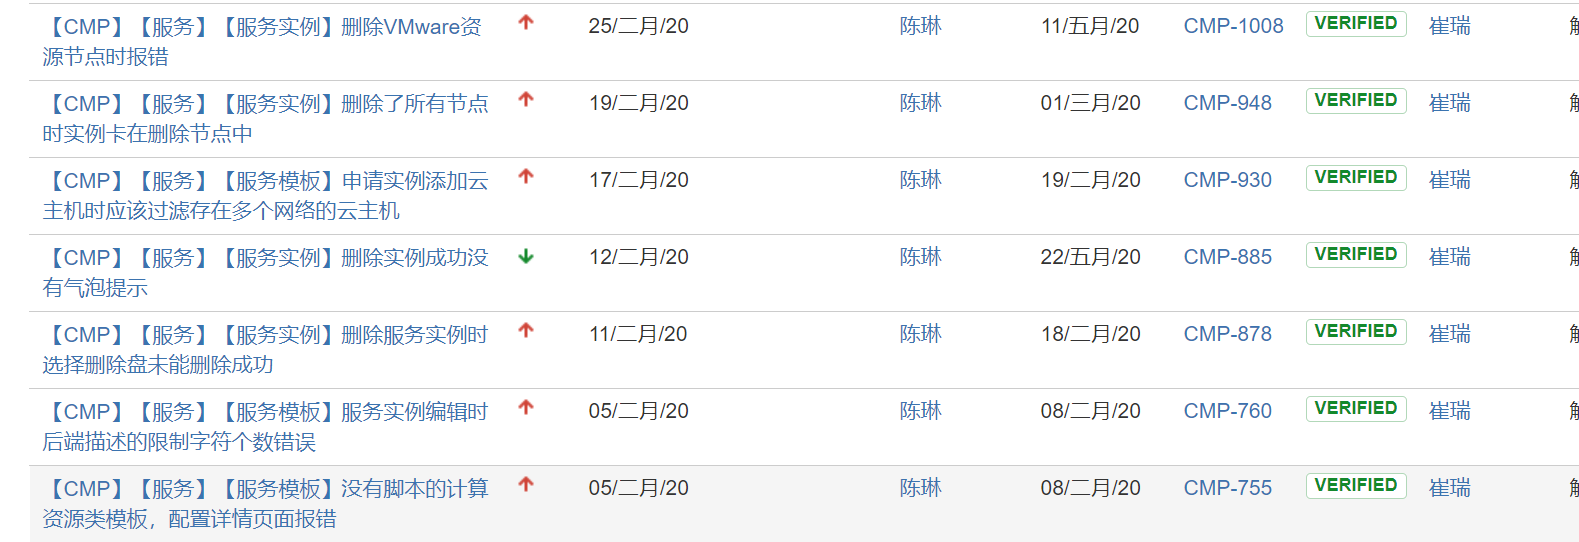 【CMP】【服务】【服务实例】删除VMware资 25/二月/20 陈琳 11/五月/20 CMP-1008 VERIFIED 崔瑞
源节点时报错
【CMP】【服务】【服务实例】删除了所有节点 19/二月/20 陈琳 01/三月/20 CMP-948 VERIFIED 崔瑞
时实例卡在删除节点中
【CMP】【服务】【服务模板】申请实例添加云 17/二月/20 陈琳 19/二月/20 CMP-930 VERIFIED 崔瑞
主机时应该过滤存在多个网络的云主机
【CMP】【服务】【服务实例】删除实例成功没 12/二月/20 陈琳 22/五月/20 CMP-885 VERIFIED 崔瑞
有气泡提示
【CMP】【服务】【服务实例】删除服务实例时 11/二月/20 陈琳 18/二月/20 CMP-878 VERIFIED 崔瑞
选择删除盘未能删除成功
【CMP】【服务】【服务模板】服务实例编辑时 05/二月/20 陈琳 08/二月/20 CMP-760 VERIFIED 崔瑞
后端描述的限制字符个数错误
【CMP】【服务】【服务模板】没有脚本的计算 05/二月/20 陈琳 08/二月/20 CMP-755 VERIFIED 崔瑞
资源类模板，配置详情页面报错